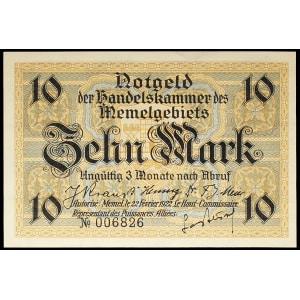 10 Notgeld 10
der Handelskammer des
Memelgebiets
Zehn Mark
Ungültig 3 Monate nach Abruf
Autorisé: Memel, 22 Février 1922 Le Haut-Commissaire
Représentant des Puissances Alliées:
10 № 006826 10